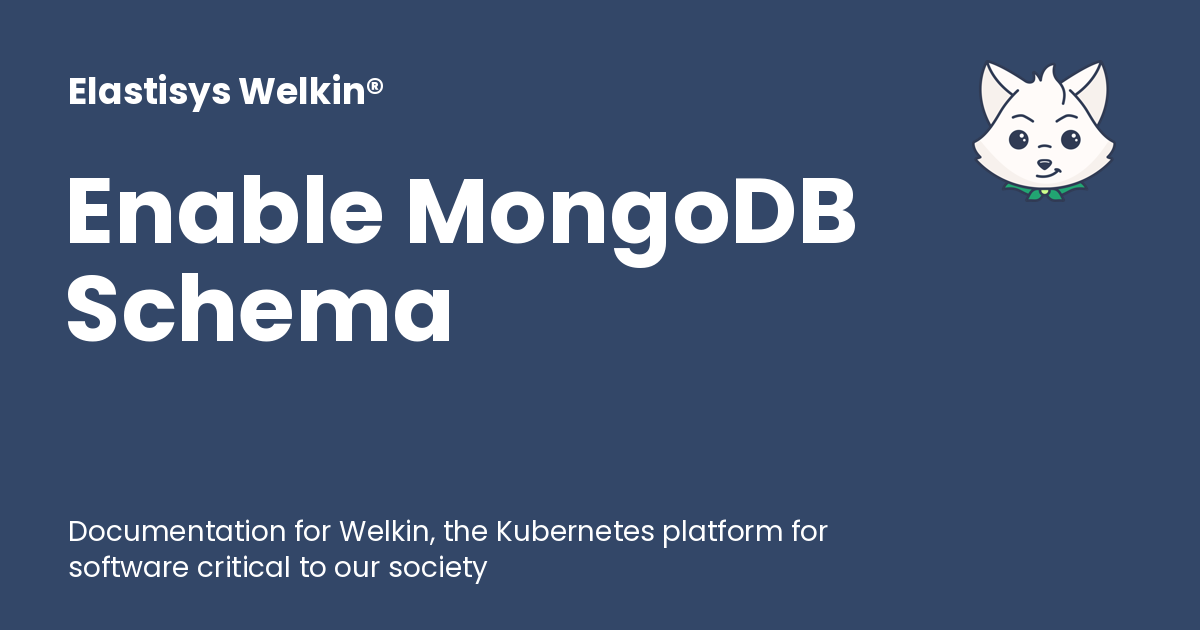 Elastisys Welkin®
Enable MongoDB
Schema
Documentation for Welkin, the Kubernetes platform for
software critical to our society